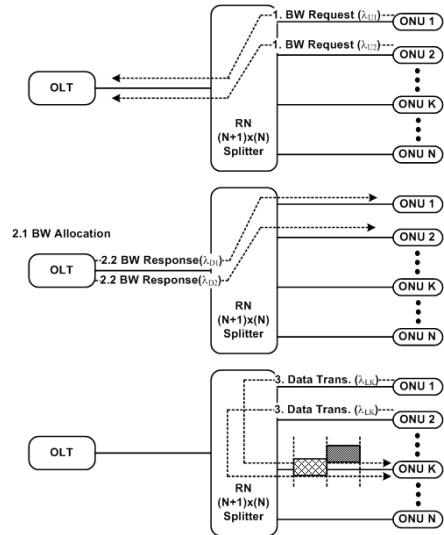 1. BW Request (λU1)
ONU 1
1. BW Request (λU2)
ONU 2
OLT
ONU K
RN
(N+1)x(N)
Splitter
ONU N
ONU 1
2.1 BW Allocation
ONU 2
2.2 BW Response(λD1)
OLT
2.2 BW Response(λD2)
ONU K
RN
(N+1)x(N)
Splitter
ONU N
3. Data Trans. (λLK)
ONU 1
3. Data Trans. (λLK)
ONU 2
OLT
ONU K
RN
(N+1)x(N)
Splitter
ONU N